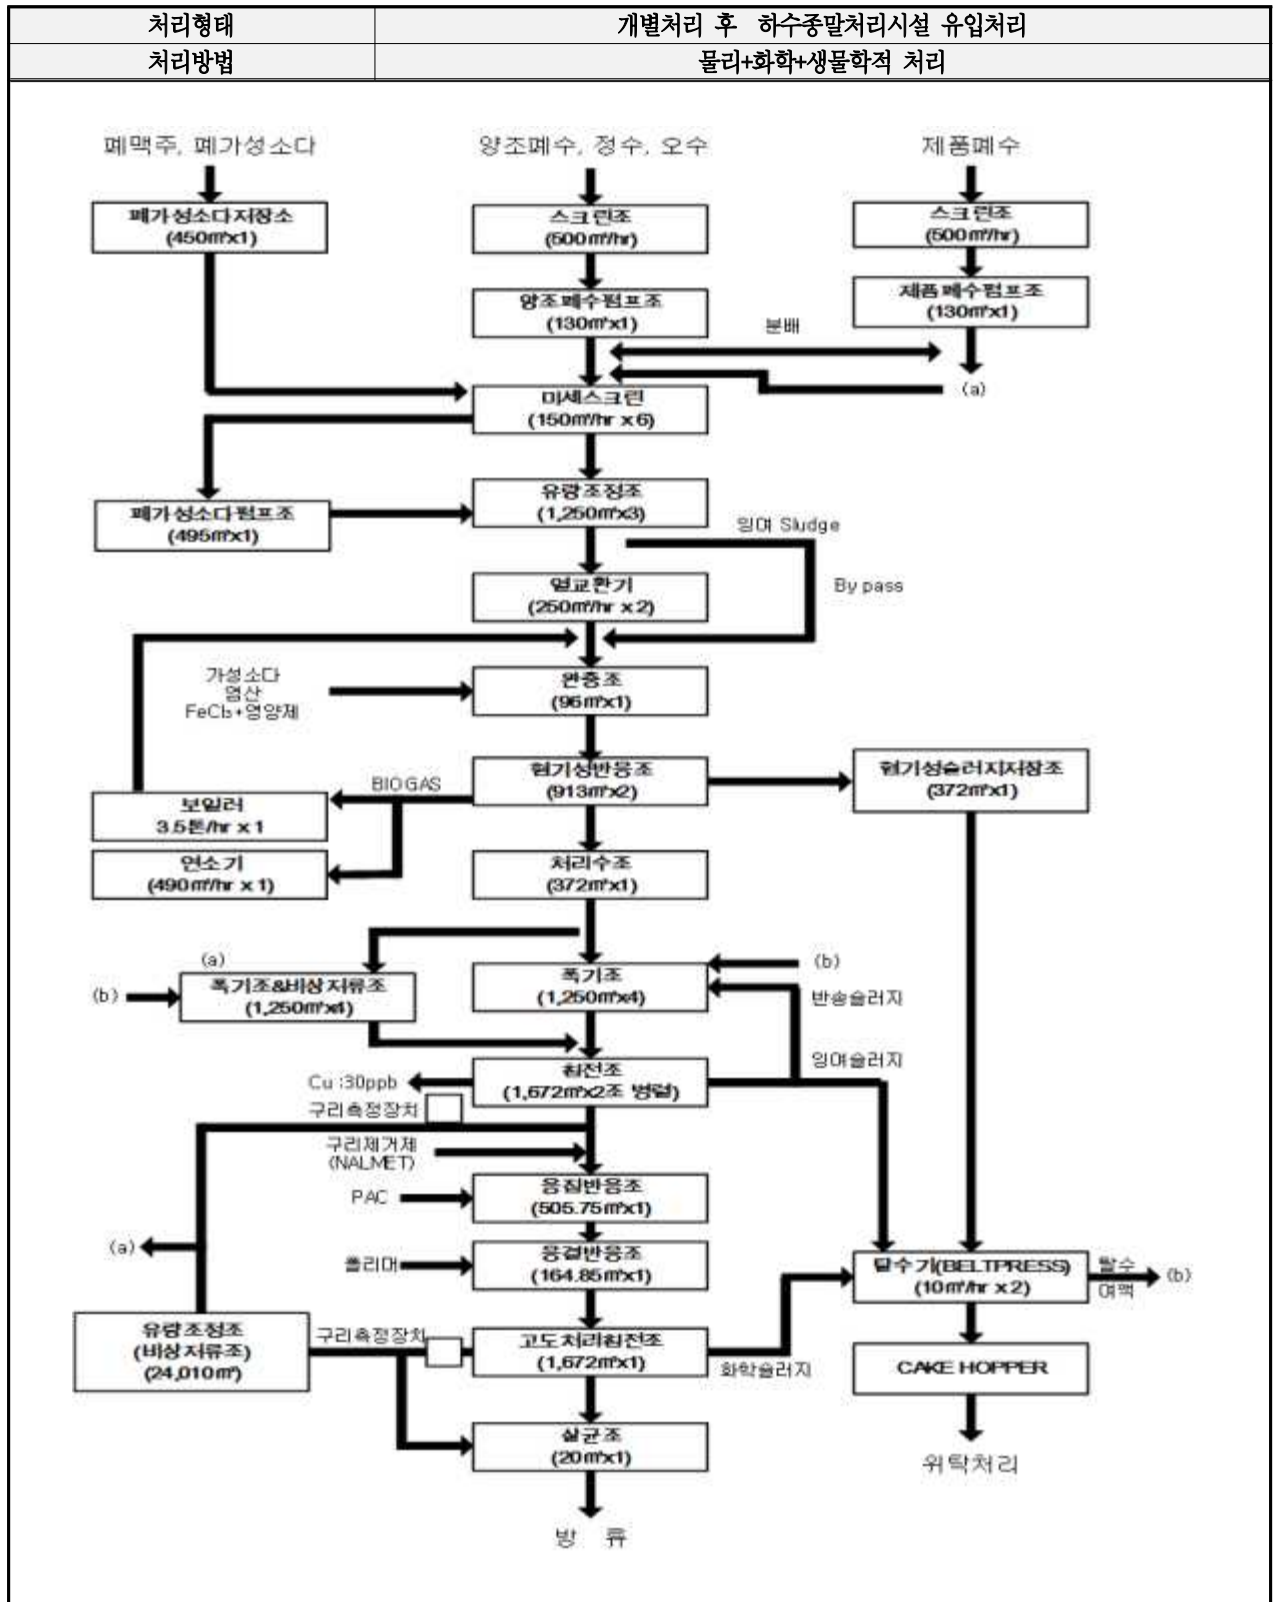 처리형태
개별처리 후 하수종말처리시설 유입처리
처리방법
물리+화학+생물학적 처리
폐맥주, 폐가성소다
양조폐수, 정수, 오수
제품폐수
폐가성소다저장소
(450㎥x1)
스크린조
(500㎥/hr)
스크린조
(500㎥/hr)
양조폐수펌프조
(130㎥x1)
제품폐수펌프조
(130㎥x1)
분배
(a)
미세스크린
(150㎥/hr x 6)
폐가성소다펌프조
(495㎥x1)
유량조정조
(1,250㎥x3)
잉여 Sludge
By pass
열교환기
(250㎥/hr x 2)
가성소다
염산
FeCl₃+영양제
완충조
(96㎥x1)
혐기성반응조
(913㎥x2)
혐기성슬러지저장조
(372㎥x1)
BIOGAS
보일러
3.5톤/hr x 1
연소기
(490㎥/hr x 1)
처리수조
(372㎥x1)
(a)
(b)
폭기조&비상저류조
(1,250㎥x4)
폭기조
(1,250㎥x4)
(b)
반송슬러지
잉여슬러지
침전조
(1,672㎥x2조 병렬)
Cu :30ppb
구리측정장치
구리제거제
(NALMET)
PAC
응집반응조
(505.75㎥x1)
(a)
폴리머
응결반응조
(164.85㎥x1)
탈수기(BELTPRESS)
(10㎥/hr x 2)
탈수
여액
(b)
유량조정조
(비상저류조)
(24,010㎥)
구리측정장치
고도처리침전조
(1,672㎥x1)
화학슬러지
CAKE HOPPER
살균조
(20㎥x1)
위탁처리
방 류